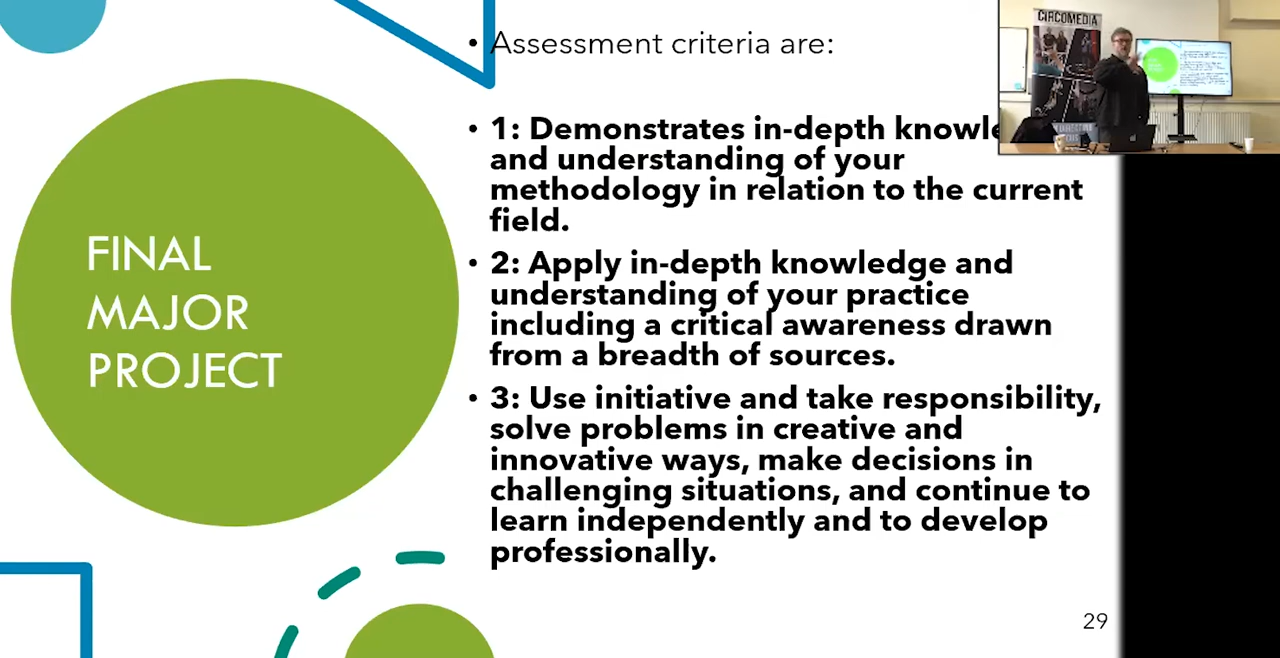 Assessment criteria are:
CIRCOMEDIA
FINAL
MAJOR
PROJECT
• 1: Demonstrates in-depth
and understanding of your
methodology in relation to the current
field.
• 2: Apply in-depth knowledge and
understanding of your practice
including a critical awareness drawn
from a breadth of sources.
• 3: Use initiative and take responsibility,
solve problems in creative and
innovative ways, make decisions in
challenging situations, and continue to
learn independently and to develop
professionally.
29